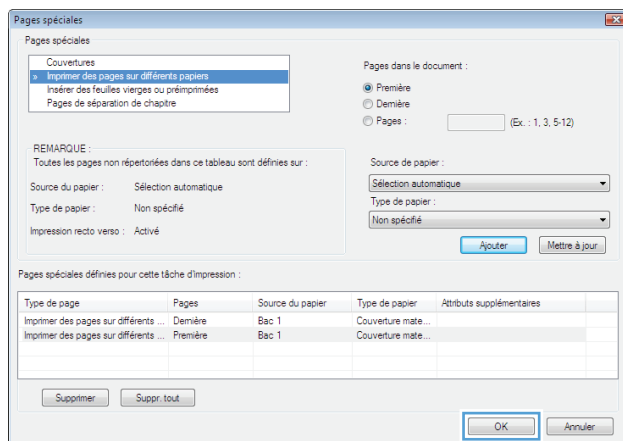 Pages spéciales
Pages spéciales
Couvertures
» Imprimer des pages sur différents papiers
Insérer des feuilles vierges ou préimprimées
Pages de séparation de chapitre
Pages dans le document :
Première
Dernière
Pages : (Ex. : 1, 3, 5-12)
REMARQUE :
Toutes les pages non répertoriées dans ce tableau sont définies sur :
Source du papier : Sélection automatique
Type de papier : Non spécifié
Impression recto verso : Activé
Source de papier :
Sélection automatique
Type de papier :
Non spécifié
Ajouter Mettre à jour
Pages spéciales définies pour cette tâche d'impression :
Type de page Pages Source du papier Type de papier Attributs supplémentaires
Imprimer des pages sur différents ... Dernière Bac 1 Couverture mate...
Imprimer des pages sur différents ... Première Bac 1 Couverture mate...
Supprimer Suppr. tout
OK Annuler